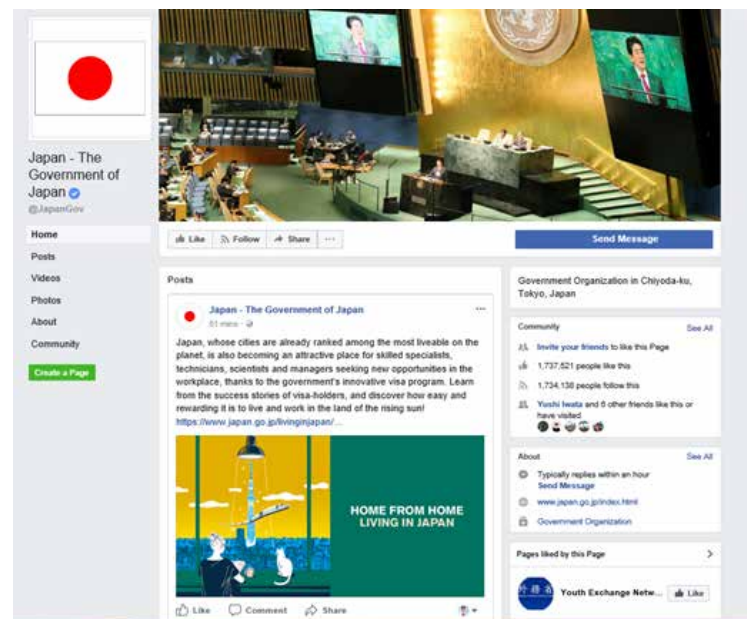 Japan - The
Government of
Japan
@JapanGov
Home
Posts
Videos
Photos
About
Community
Create a Page
Like
Follow
Share
Send Message
Posts
Japan - The Government of Japan
51 mins
Japan, whose cities are already ranked among the most liveable on the
planet, is also becoming an attractive place for skilled specialists,
technicians, scientists and managers seeking new opportunities in the
workplace, thanks to the government's innovative visa program. Learn
from the success stories of visa-holders, and discover how easy and
rewarding it is to live and work in the land of the rising sun!
https://www.japan.go.jp/livinginjapan/...
HOME FROM HOME
LIVING IN JAPAN
Like
Comment
Share
Government Organization in Chiyoda-ku,
Tokyo, Japan
Community
See All
Invite your friends to like this Page
1,737,521 people like this
1,734,138 people follow this
Yoshi Iwata and 6 other friends like this or
have visited
About
See All
Typically replies within an hour
Send Message
www.japan.go.jp/index.html
Government Organization
Pages liked by this Page
外務省
Youth Exchange Netw...
Like